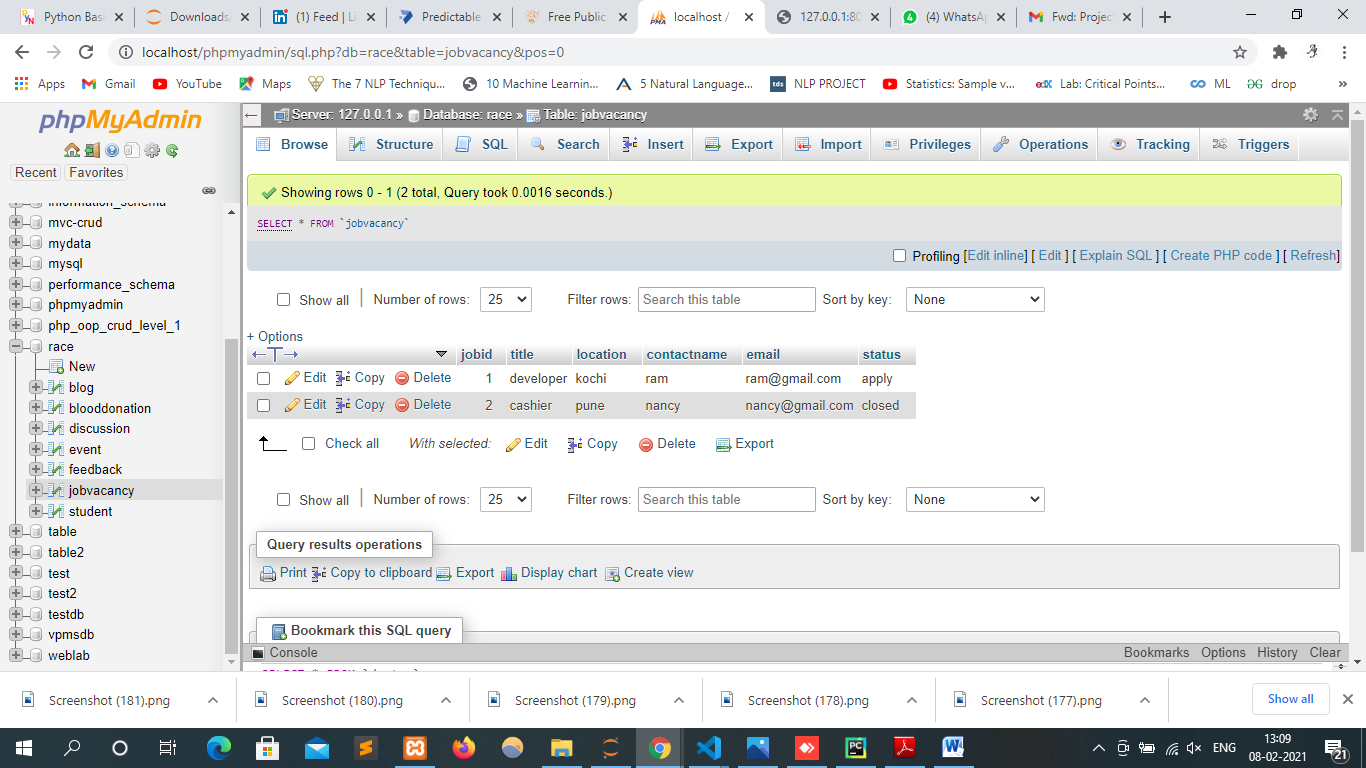 Python Bas
Downloads/
(1) Feed | Li
Predictable
Free Public
localhost /
127.0.0.1:80
(4) WhatsA
Fwd: Projec
localhost/phpmyadmin/sql.php?db=race&table=jobvacancy&pos=0
Apps Gmail YouTube Maps The 7 NLP Techniqu... 10 Machine Learnin... 5 Natural Language... tds NLP PROJECT Statistics: Sample v... edX Lab: Critical Points... ML drop »
phpMyAdmin
Recent Favorites
information_schema
mvc-crud
mydata
mysql
performance_schema
phpmyadmin
php_oop_crud_level_1
race
New
blog
blooddonation
discussion
event
feedback
jobvacancy
student
table
table2
test
test2
testdb
vpmsdb
weblab
Server: 127.0.0.1 » Database: race » Table: jobvacancy
Browse Structure SQL Search Insert Export Import Privileges Operations Tracking Triggers
Showing rows 0 - 1 (2 total, Query took 0.0016 seconds.)
SELECT * FROM `jobvacancy`
Profiling [Edit inline] [ Edit ] [ Explain SQL ] [ Create PHP code ] [ Refresh]
Show all | Number of rows: 25 Filter rows: Search this table Sort by key: None
+ Options
←T→ jobid title location contactname email status
Edit Copy Delete 1 developer kochi ram ram@gmail.com apply
Edit Copy Delete 2 cashier pune nancy nancy@gmail.com closed
Check all With selected: Edit Copy Delete Export
Show all | Number of rows: 25 Filter rows: Search this table Sort by key: None
Query results operations
Print Copy to clipboard Export Display chart Create view
Bookmark this SQL query
Console Bookmarks Options History Clear
Screenshot (181).png Screenshot (180).png Screenshot (179).png Screenshot (178).png Screenshot (177).png Show all
ENG
13:09
08-02-2021
21